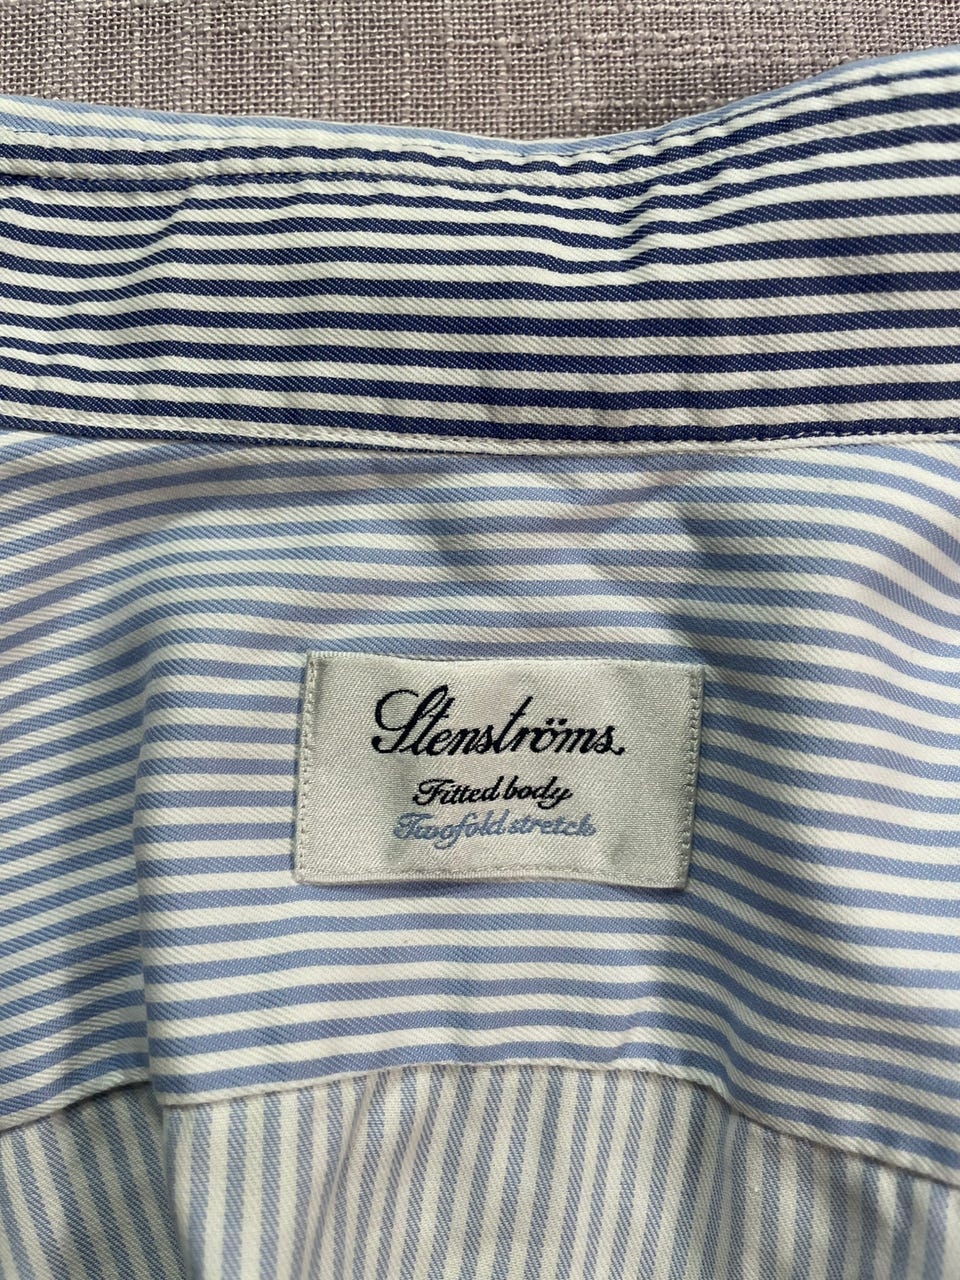 Stenströms
Fitted body
Twofold stretch